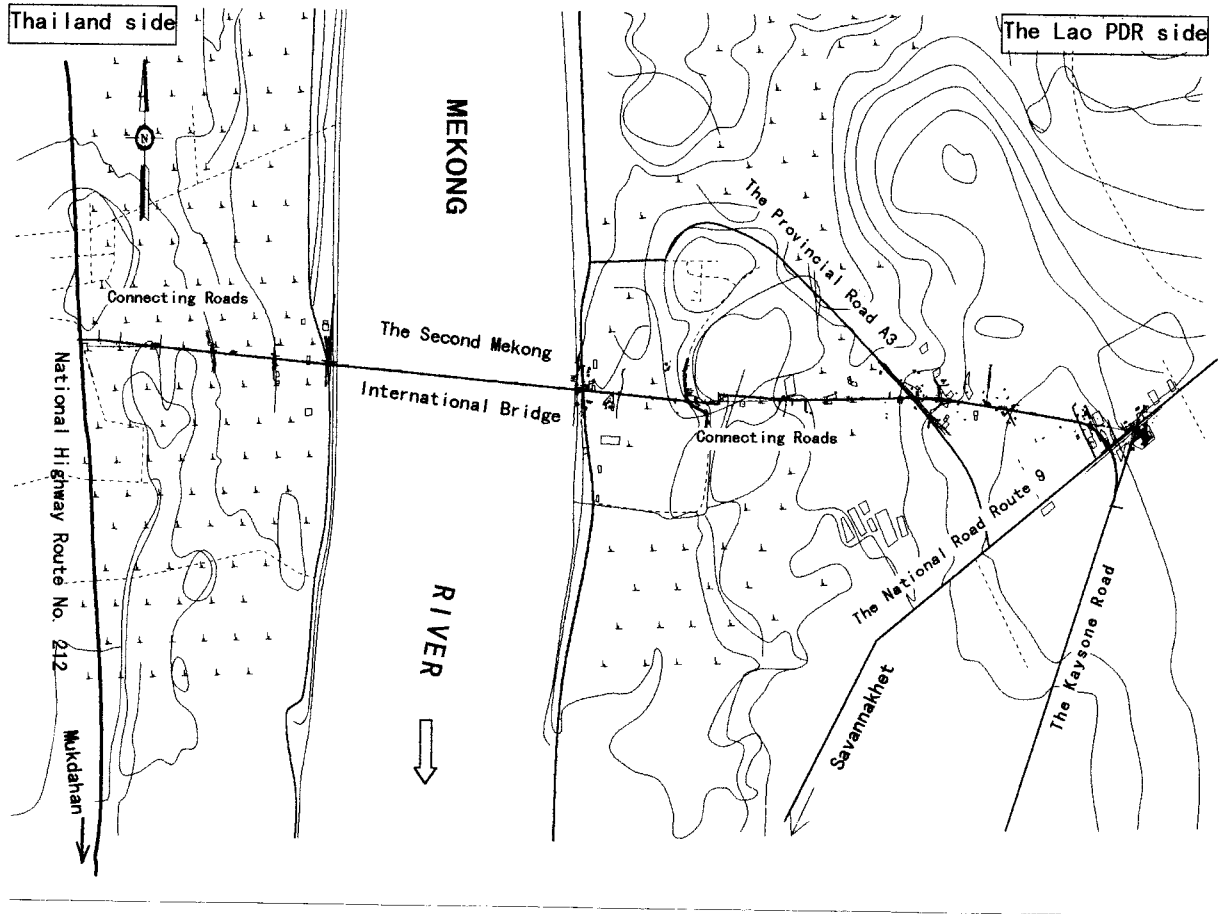 Thailand side
The Lao PDR side
N
MEKONG
The Provincial Road A3
Connecting Roads
The Second Mekong
International Bridge
Connecting Roads
National Highway Route No. 212
The National Road Route 9
RIVER
The Kaysone Road
Savannakhet
Mukdahan